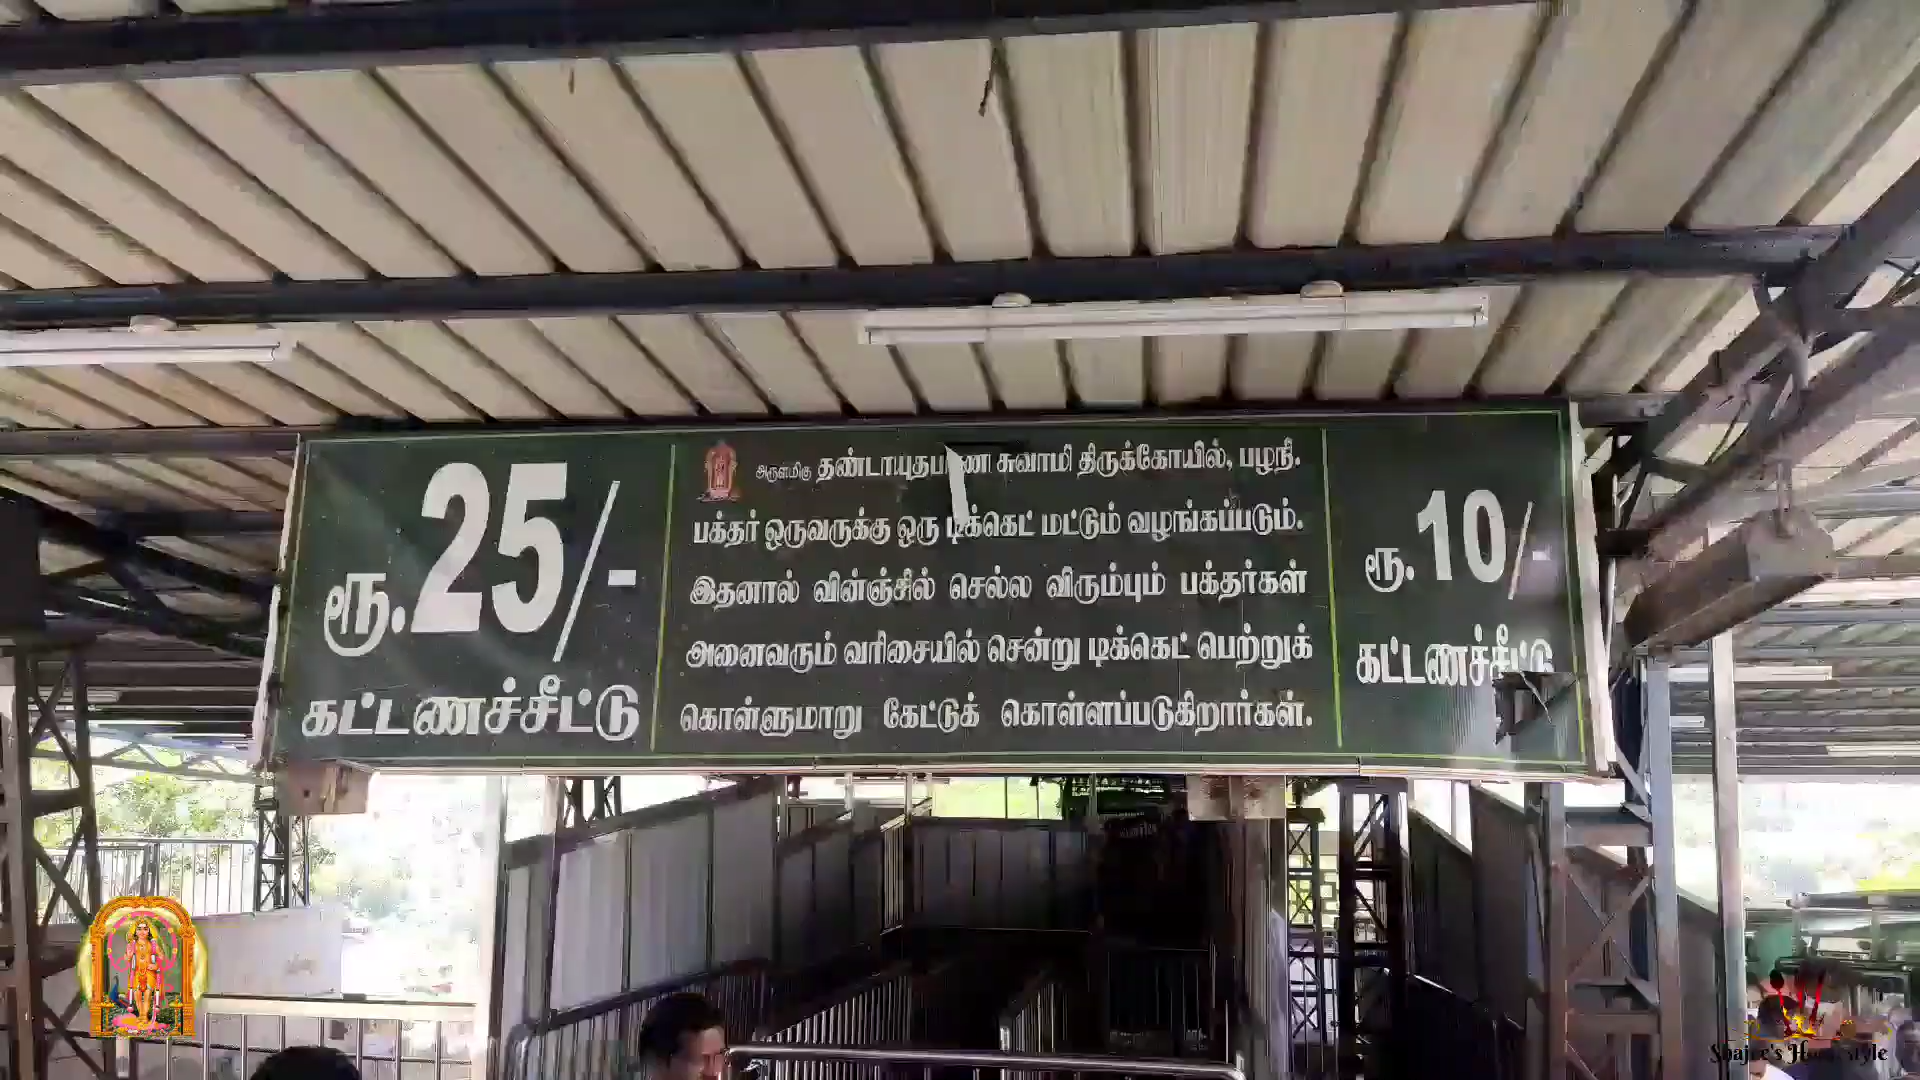 ரூ.25/-
கட்டணச்சீட்டு
அருள்மிகு தண்டாயுதபாணி சுவாமி திருக்கோயில், பழநி.
பக்தர் ஒருவருக்கு ஒரு டிக்கெட் மட்டும் வழங்கப்படும்.
இதனால் வின்ஞ்சில் செல்ல விரும்பும் பக்தர்கள்
அனைவரும் வரிசையில் சென்று டிக்கெட் பெற்றுக்
கொள்ளுமாறு கேட்டுக் கொள்ளப்படுகிறார்கள்.
ரூ.10/-
கட்டணச்சீட்டு
Shajee's